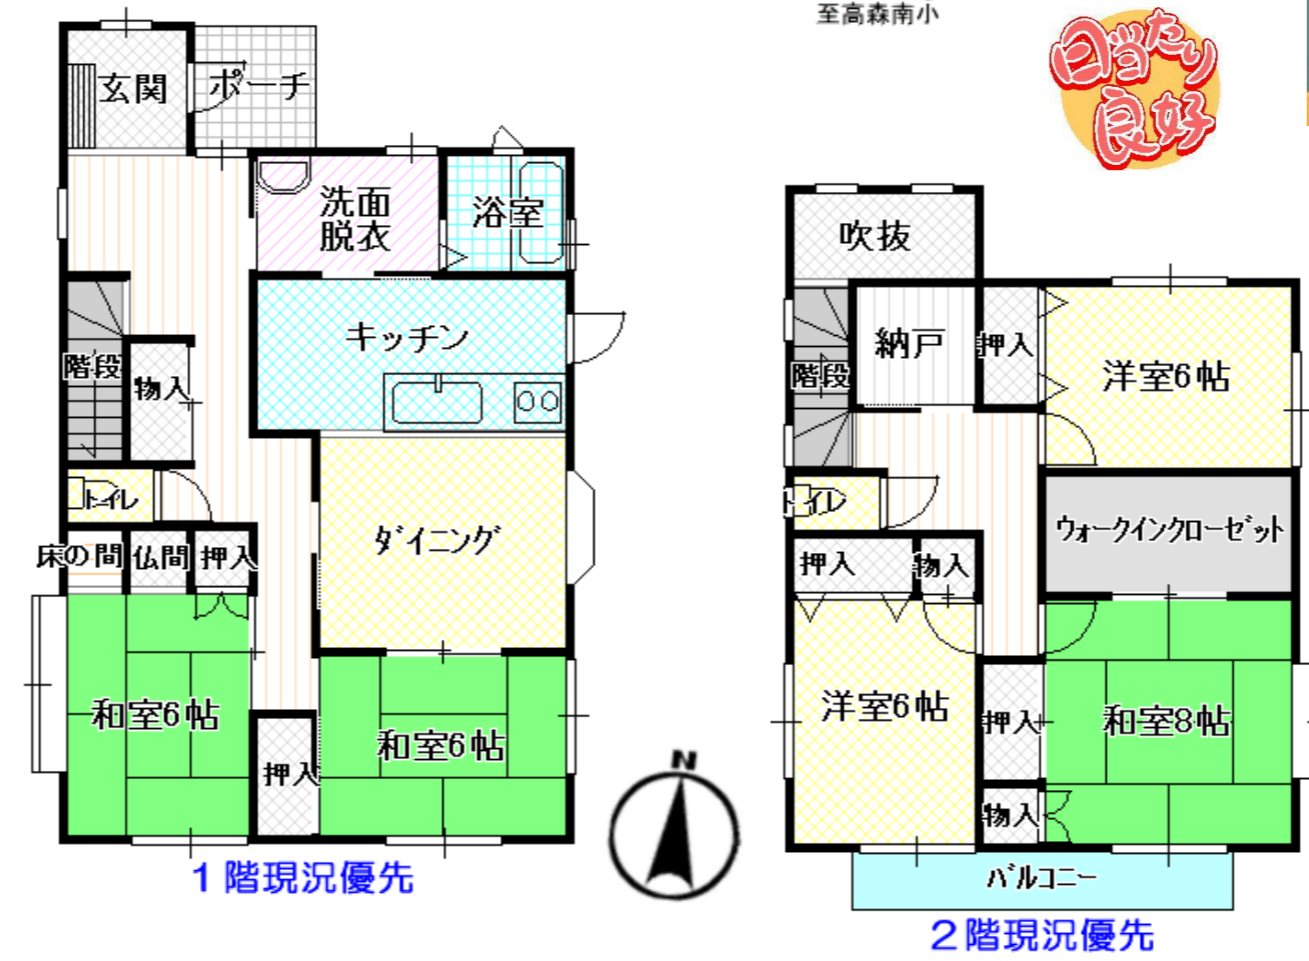 至高森南小
日当たり
良好
玄関
ポーチ
洗面
脱衣
浴室
キッチン
階段
物入
トイレ
ダイニング
床の間
仏間
押入
和室6帖
和室6帖
押入
N
1階現況優先
吹抜
納戸
押入
洋室6帖
階段
トイレ
ウォークインクローゼット
押入
物入
洋室6帖
押入
和室8帖
物入
バルコニー
2階現況優先